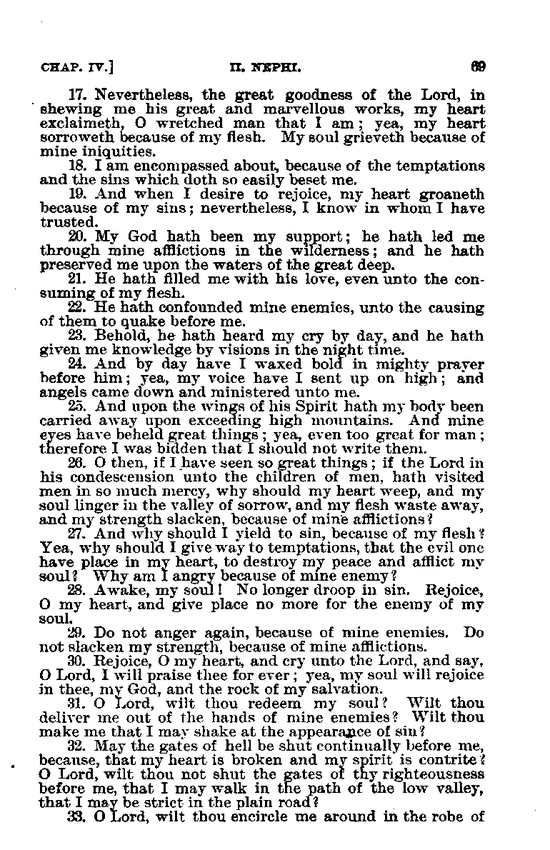 CHAP. IV.] II. NEPHI. 69
17. Nevertheless, the great goodness of the Lord, in
shewing me his great and marvellous works, my heart
exclaimeth, O wretched man that I am; yea, my heart
sorroweth because of my flesh. My soul grieveth because of
mine iniquities.
18. I am encompassed about, because of the temptations
and the sins which doth so easily beset me.
19. And when I desire to rejoice, my heart groaneth
because of my sins; nevertheless, I know in whom I have
trusted.
20. My God hath been my support; he hath led me
through mine afflictions in the wilderness; and he hath
preserved me upon the waters of the great deep.
21. He hath filled me with his love, even unto the con-
suming of my flesh.
22. He hath confounded mine enemies, unto the causing
of them to quake before me.
23. Behold, he hath heard my cry by day, and he hath
given me knowledge by visions in the night time.
24. And by day have I waxed bold in mighty prayer
before him; yea, my voice have I sent up on high; and
angels came down and ministered unto me.
25. And upon the wings of his Spirit hath my body been
carried away upon exceeding high mountains. And mine
eyes have beheld great things; yea, even too great for man;
therefore I was bidden that I should not write them.
26. O then, if I have seen so great things; if the Lord in
his condescension unto the children of men, hath visited
men in so much mercy, why should my heart weep, and my
soul linger in the valley of sorrow, and my flesh waste away,
and my strength slacken, because of mine afflictions?
27. And why should I yield to sin, because of my flesh?
Yea, why should I give way to temptations, that the evil one
have place in my heart, to destroy my peace and afflict my
soul? Why am I angry because of mine enemy?
28. Awake, my soul! No longer droop in sin. Rejoice,
O my heart, and give place no more for the enemy of my
soul.
29. Do not anger again, because of mine enemies. Do
not slacken my strength, because of mine afflictions.
30. Rejoice, O my heart, and cry unto the Lord, and say,
O Lord, I will praise thee for ever; yea, my soul will rejoice
in thee, my God, and the rock of my salvation.
31. O Lord, wilt thou redeem my soul? Wilt thou
deliver me out of the hands of mine enemies? Wilt thou
make me that I may shake at the appearance of sin?
32. May the gates of hell be shut continually before me,
because, that my heart is broken and my spirit is contrite?
O Lord, wilt thou not shut the gates of thy righteousness
before me, that I may walk in the path of the low valley,
that I may be strict in the plain road?
33. O Lord, wilt thou encircle me around in the robe of